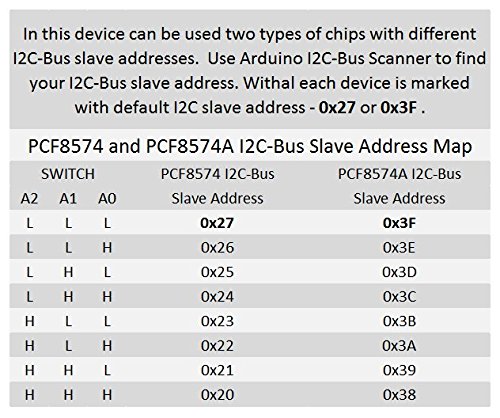 In this device can be used two types of chips with different
I2C-Bus slave addresses.  Use Arduino I2C-Bus Scanner to find
your I2C-Bus slave address. Withal each device is marked
with default I2C slave address - 0x27 or 0x3F .
PCF8574 and PCF8574A I2C-Bus Slave Address Map
SWITCH PCF8574 I2C-Bus PCF8574A I2C-Bus
A2 A1 A0 Slave Address Slave Address
L L L 0x27 0x3F
L L H 0x26 0x3E
L H L 0x25 0x3D
L H H 0x24 0x3C
H L L 0x23 0x3B
H L H 0x22 0x3A
H H L 0x21 0x39
H H H 0x20 0x38